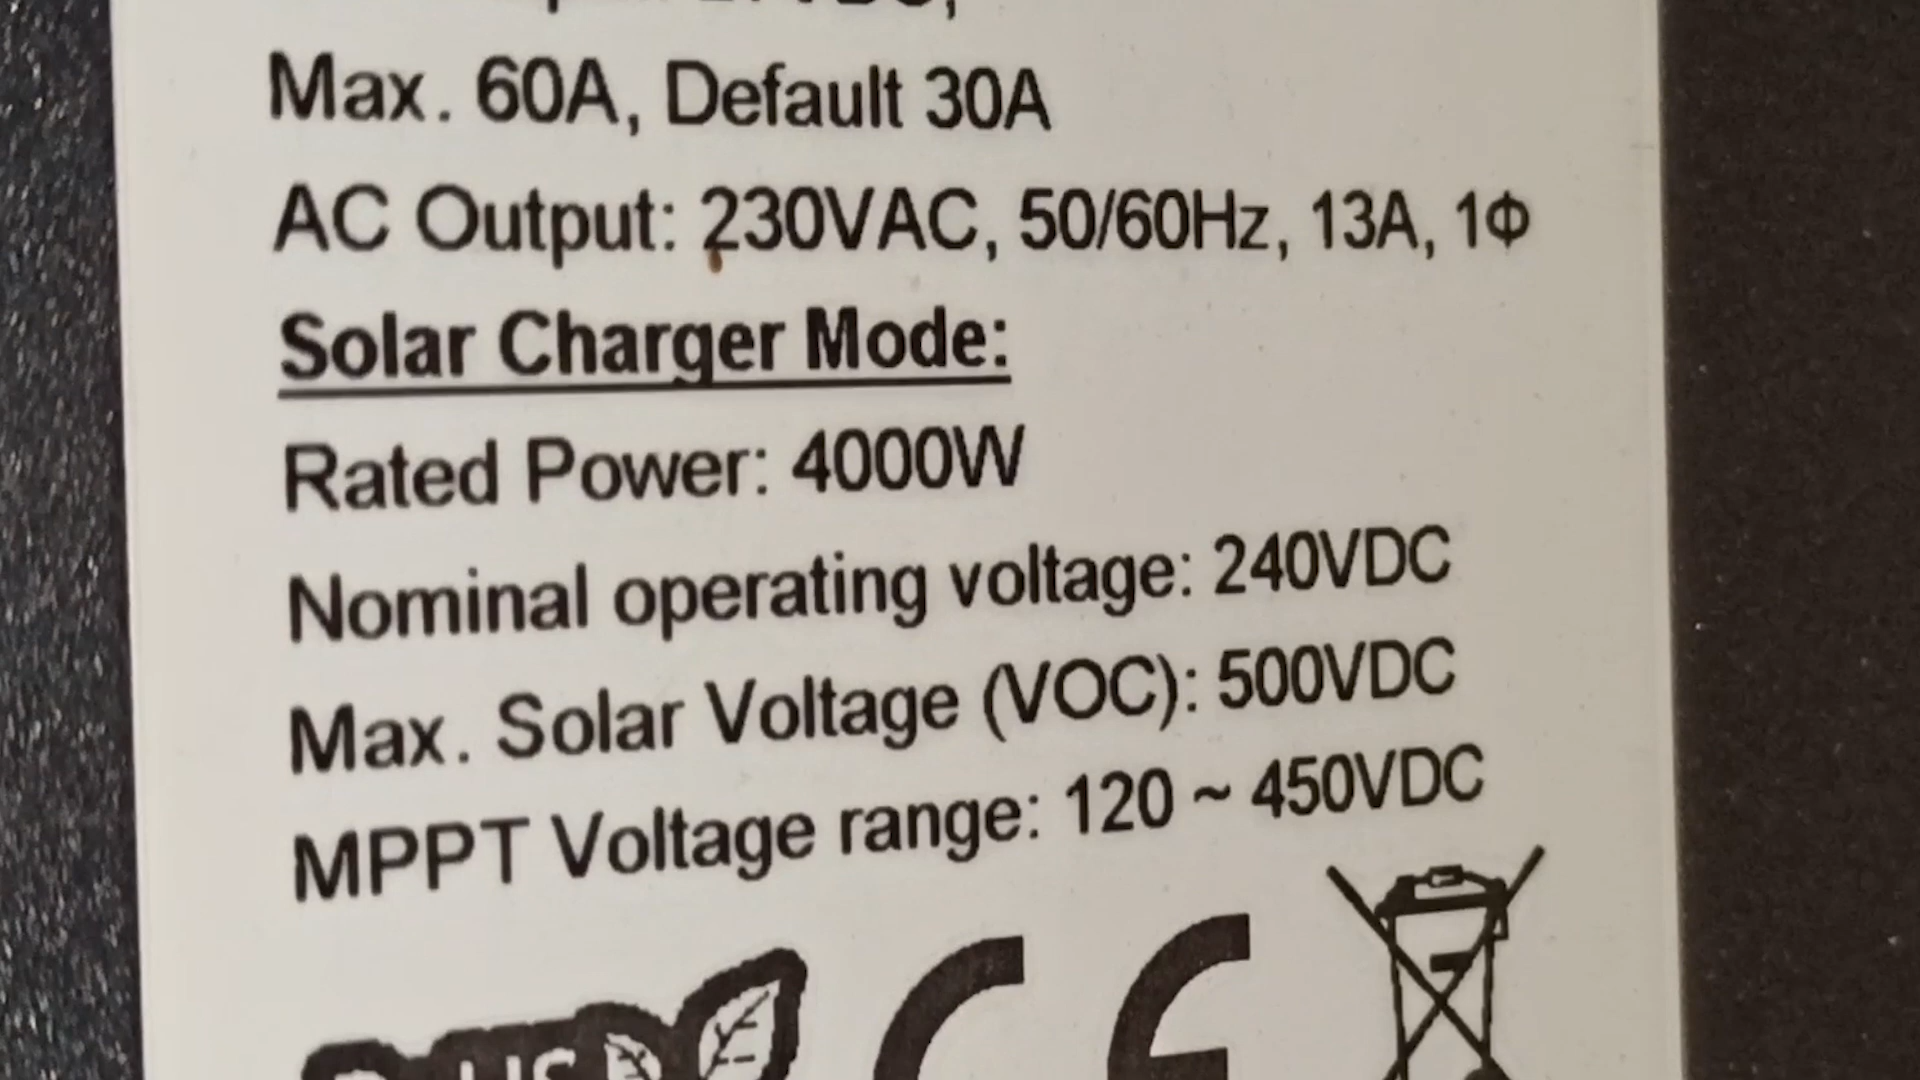 Max. 60A, Default 30A
AC Output: 230VAC, 50/60Hz, 13A, 1Φ
Solar Charger Mode:
Rated Power: 4000W
Nominal operating voltage: 240VDC
Max. Solar Voltage (VOC): 500VDC
MPPT Voltage range: 120 ~ 450VDC
CE